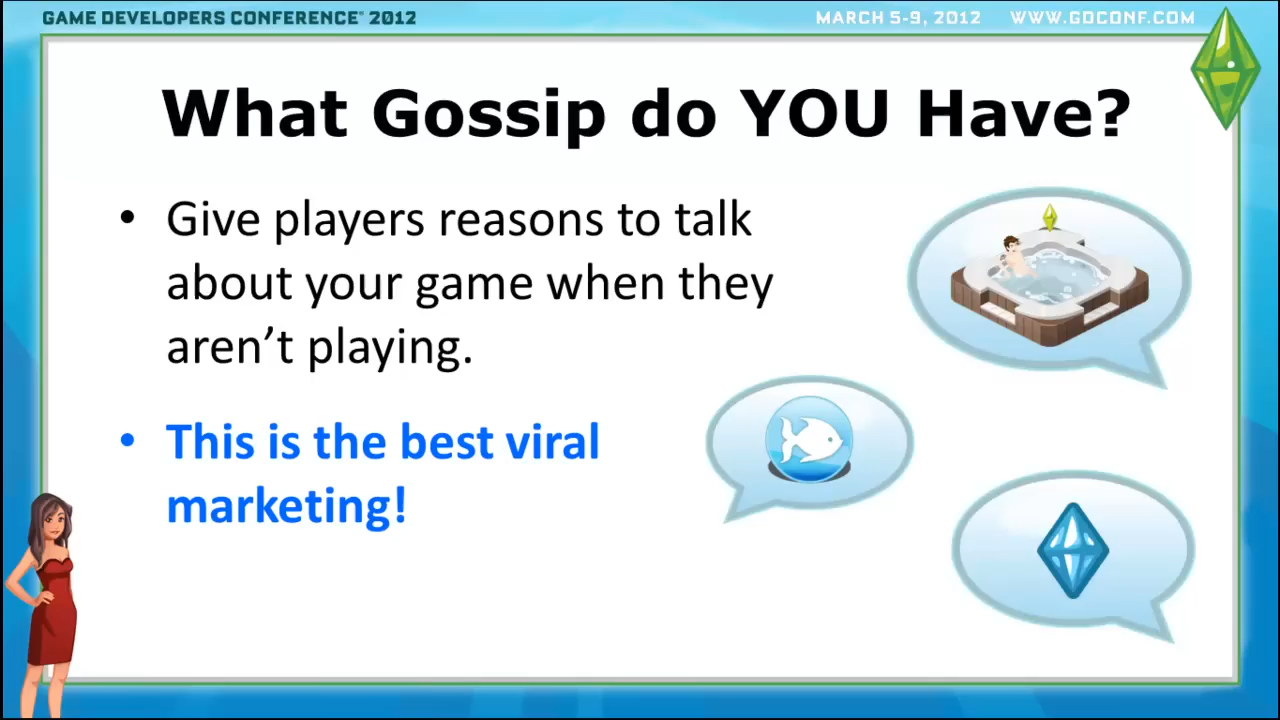 GAME DEVELOPERS CONFERENCE® 2012
MARCH 5-9, 2012 WWW.GDCONF.COM
What Gossip do YOU Have?
• Give players reasons to talk
about your game when they
aren’t playing.
• This is the best viral
marketing!